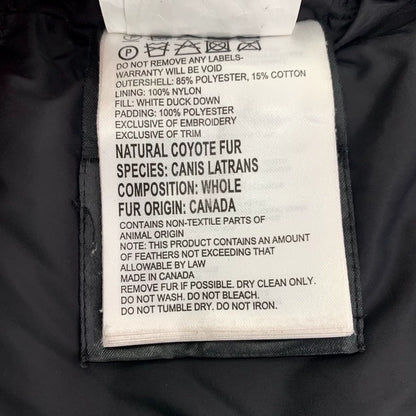 DO NOT REMOVE ANY LABELS-
WARRANTY WILL BE VOID
OUTERSHELL: 85% POLYESTER, 15% COTTON
LINING: 100% NYLON
FILL: WHITE DUCK DOWN
PADDING: 100% POLYESTER
EXCLUSIVE OF EMBROIDERY
EXCLUSIVE OF TRIM
NATURAL COYOTE FUR
SPECIES: CANIS LATRANS
COMPOSITION: WHOLE
FUR ORIGIN: CANADA
CONTAINS NON-TEXTILE PARTS OF
ANIMAL ORIGIN
NOTE: THIS PRODUCT CONTAINS AN AMOUNT
OF FEATHERS NOT EXCEEDING THAT
ALLOWABLE BY LAW
MADE IN CANADA
REMOVE FUR IF POSSIBLE. DRY CLEAN ONLY.
DO NOT WASH. DO NOT BLEACH.
DO NOT TUMBLE DRY. DO NOT IRON.